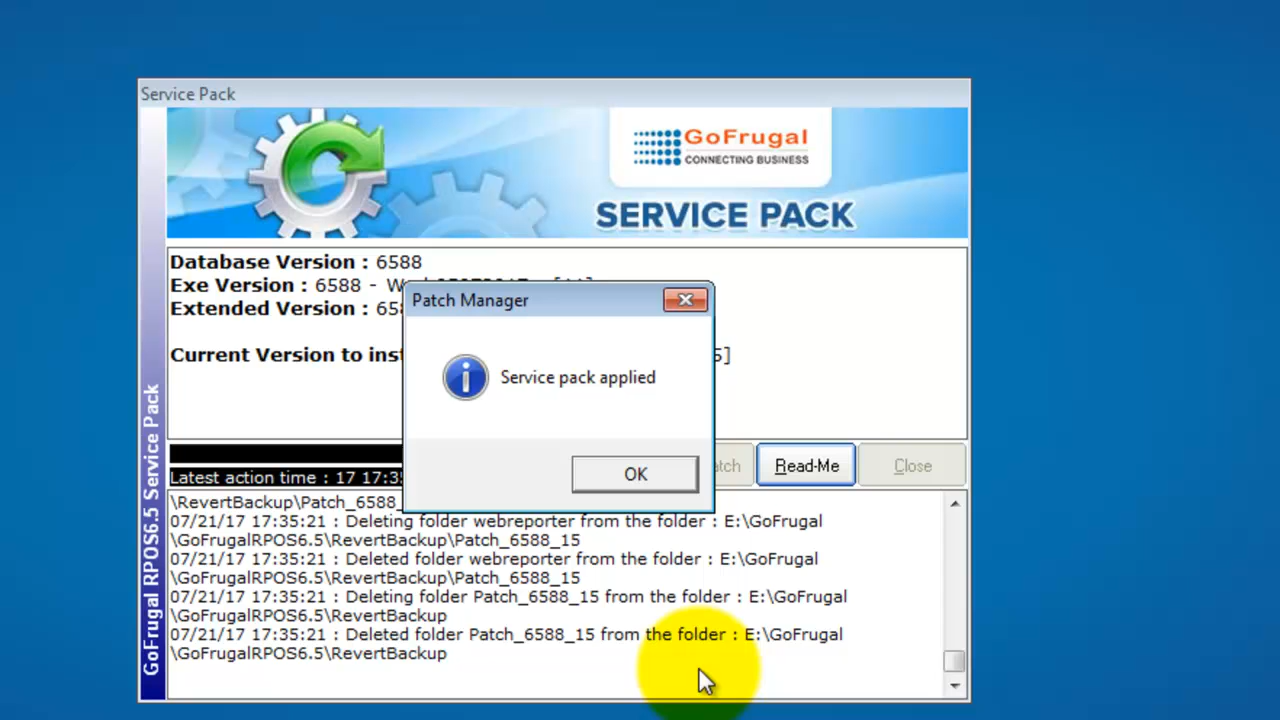 Service Pack
GoFrugal
CONNECTING BUSINESS
SERVICE PACK
GoFrugal RPOS6.5 Service Pack
Database Version : 6588
Exe Version : 6588 -
Extended Version :
Current Version to
5]
Patch Manager
Service pack applied
OK
Read-Me
Close
Latest action time : 17
\RevertBackup\Patch_6588_
07/21/17 17:35:21 : Deleting folder webreporter from the folder : E:\GoFrugal
\GoFrugalRPOS6.5\RevertBackup\Patch_6588_15
07/21/17 17:35:21 : Deleted folder webreporter from the folder : E:\GoFrugal
\GoFrugalRPOS6.5\RevertBackup\Patch_6588_15
07/21/17 17:35:21 : Deleting folder Patch_6588_15 from the folder : E:\GoFrugal
\GoFrugalRPOS6.5\RevertBackup
07/21/17 17:35:21 : Deleted folder Patch_6588_15 from the folder : E:\GoFrugal
\GoFrugalRPOS6.5\RevertBackup